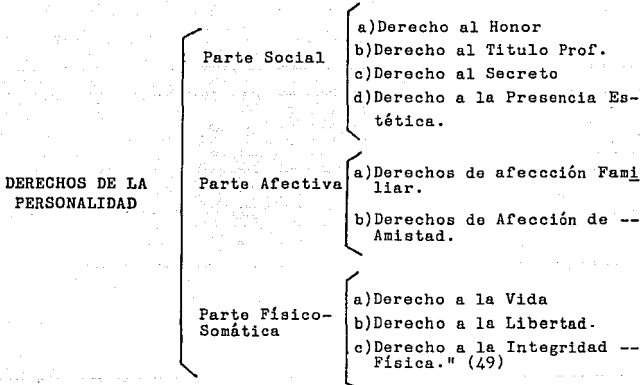 Parte Social
a)Derecho al Honor
b)Derecho al Titulo Prof.
c)Derecho al Secreto
d)Derecho a la Presencia Es-
tética.
DERECHOS DE LA
PERSONALIDAD
Parte Afectiva
a)Derechos de afeccción Fami
liar.
b)Derechos de Afección de --
Amistad.
Parte Físico-
Somática
a)Derecho a la Vida
b)Derecho a la Libertad.
c)Derecho a la Integridad --
Física." (49)